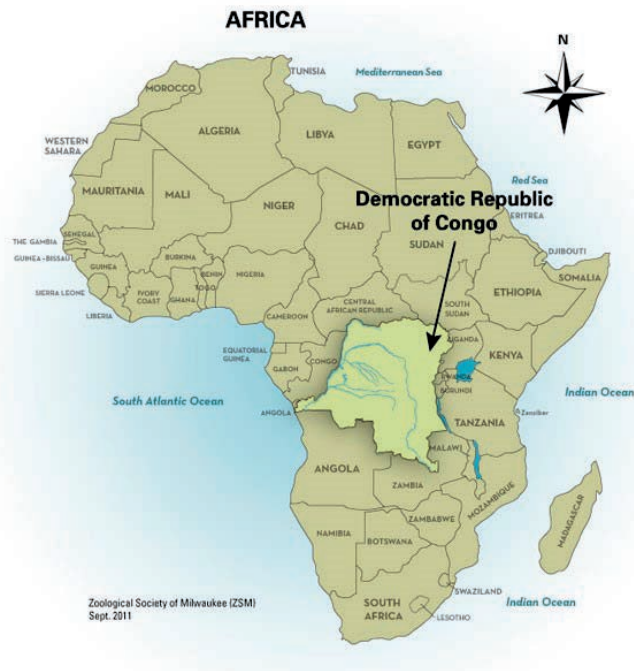 AFRICA
N
TUNISIA
Mediterranean Sea
MOROCCO
ALGERIA
LIBYA
EGYPT
WESTERN
SAHARA
Red Sea
MAURITANIA
MALI
NIGER
CHAD
Democratic Republic
of Congo
ERITREA
SUDAN
SENEGAL
THE GAMBIA
GUINEA-BISSAU
GUINEA
BURKINA
BENIN
TOGO
NIGERIA
DJIBOUTI
SOMALIA
ETHIOPIA
SIERRA LEONE
IVORY
COAST
GHANA
LIBERIA
CENTRAL
AFRICAN REPUBLIC
SOUTH
SUDAN
CAMEROON
EQUATORIAL
GUINEA
GABON
CONGO
UGANDA
KENYA
RWANDA
BURUNDI
South Atlantic Ocean
Indian Ocean
ANGOLA
TANZANIA
Zanzibar
MALAWI
ANGOLA
ZAMBIA
MOZAMBIQUE
MADAGASCAR
ZIMBABWE
NAMIBIA
BOTSWANA
SWAZILAND
Indian Ocean
SOUTH
AFRICA
LESOTHO
Zoological Society of Milwaukee (ZSM)
Sept. 2011